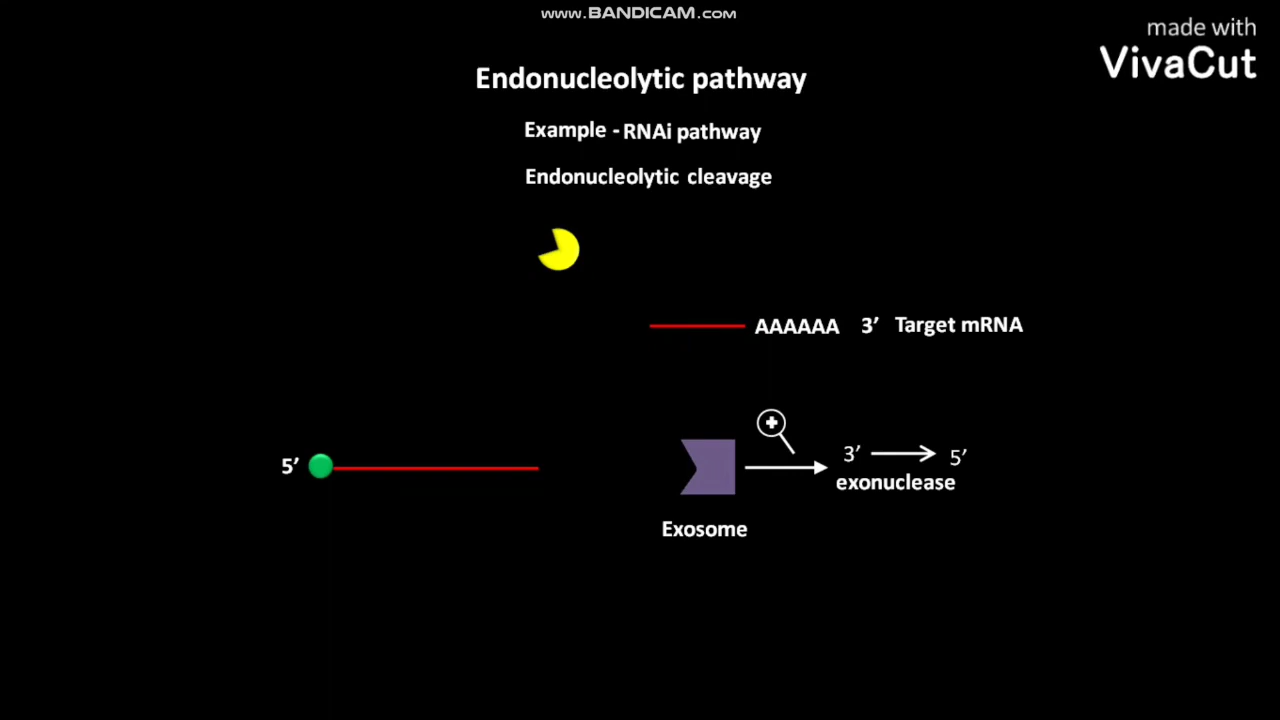 www.BANDICAM.com
made with
VivaCut
Endonucleolytic pathway
Example - RNAi pathway
Endonucleolytic cleavage
AAAAAA 3’ Target mRNA
5’
3’ 5’
exonuclease
Exosome